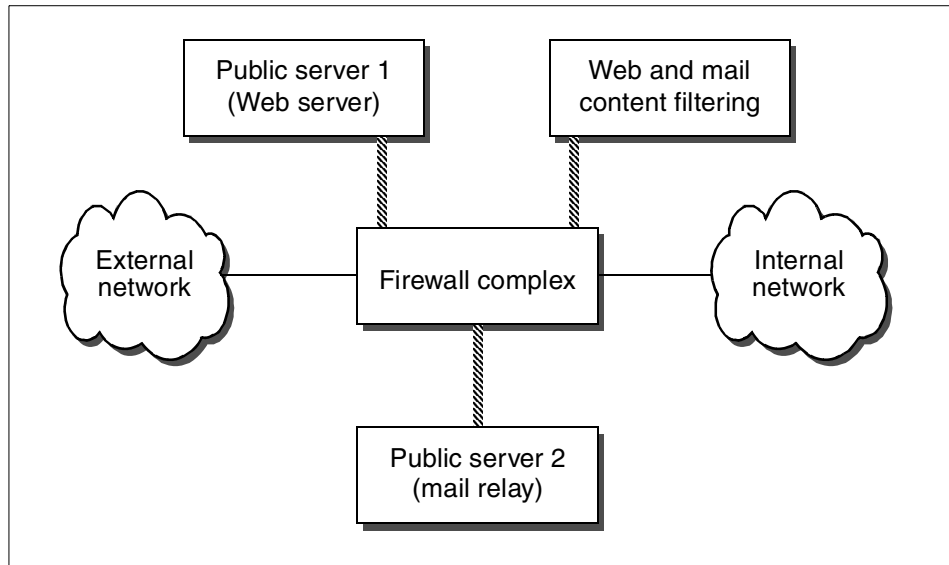 Public server 1
(Web server)
Web and mail
content filtering
External
network
Firewall complex
Internal
network
Public server 2
(mail relay)